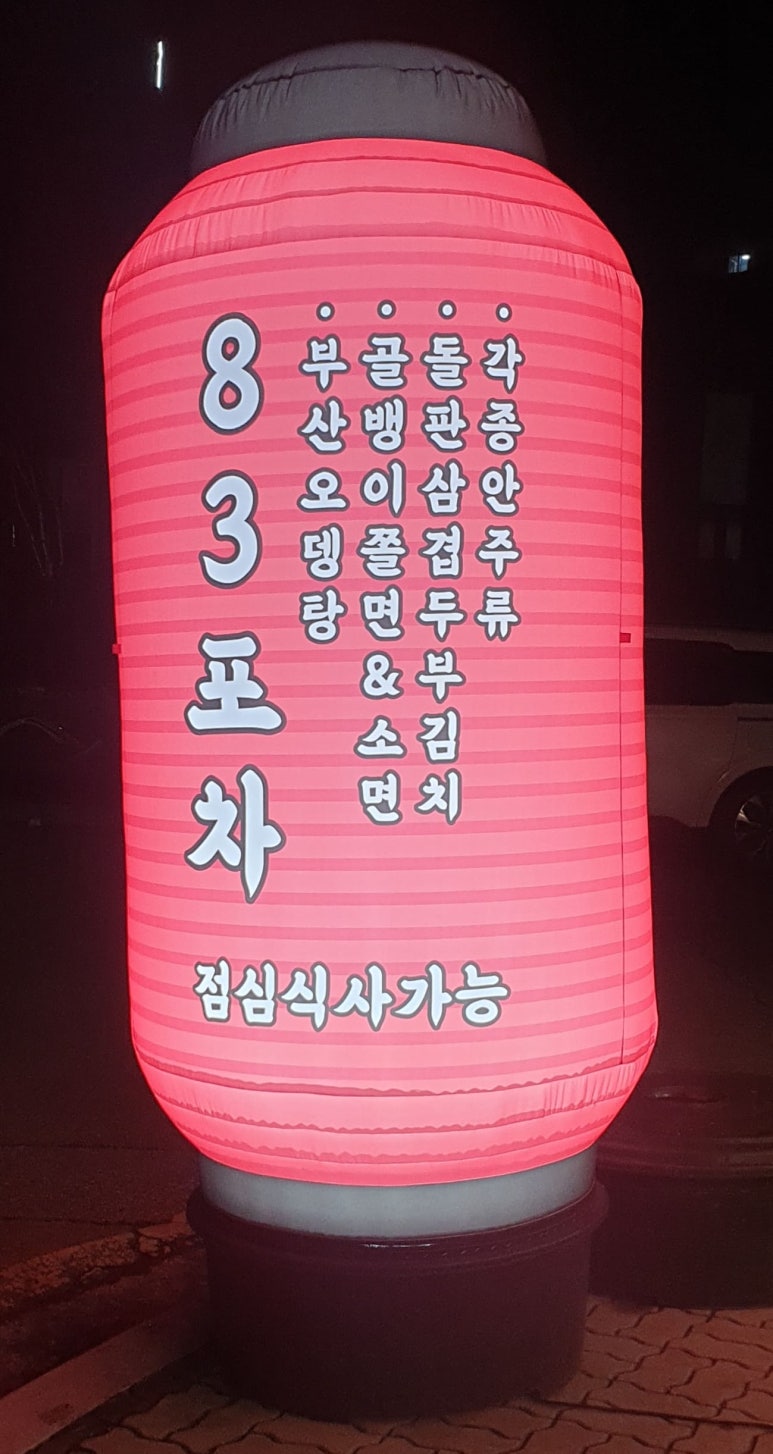 83포차
• 부산오뎅탕
• 골뱅이쫄면&소면
• 돌판삼겹두부김치
• 각종안주류
점심식사가능